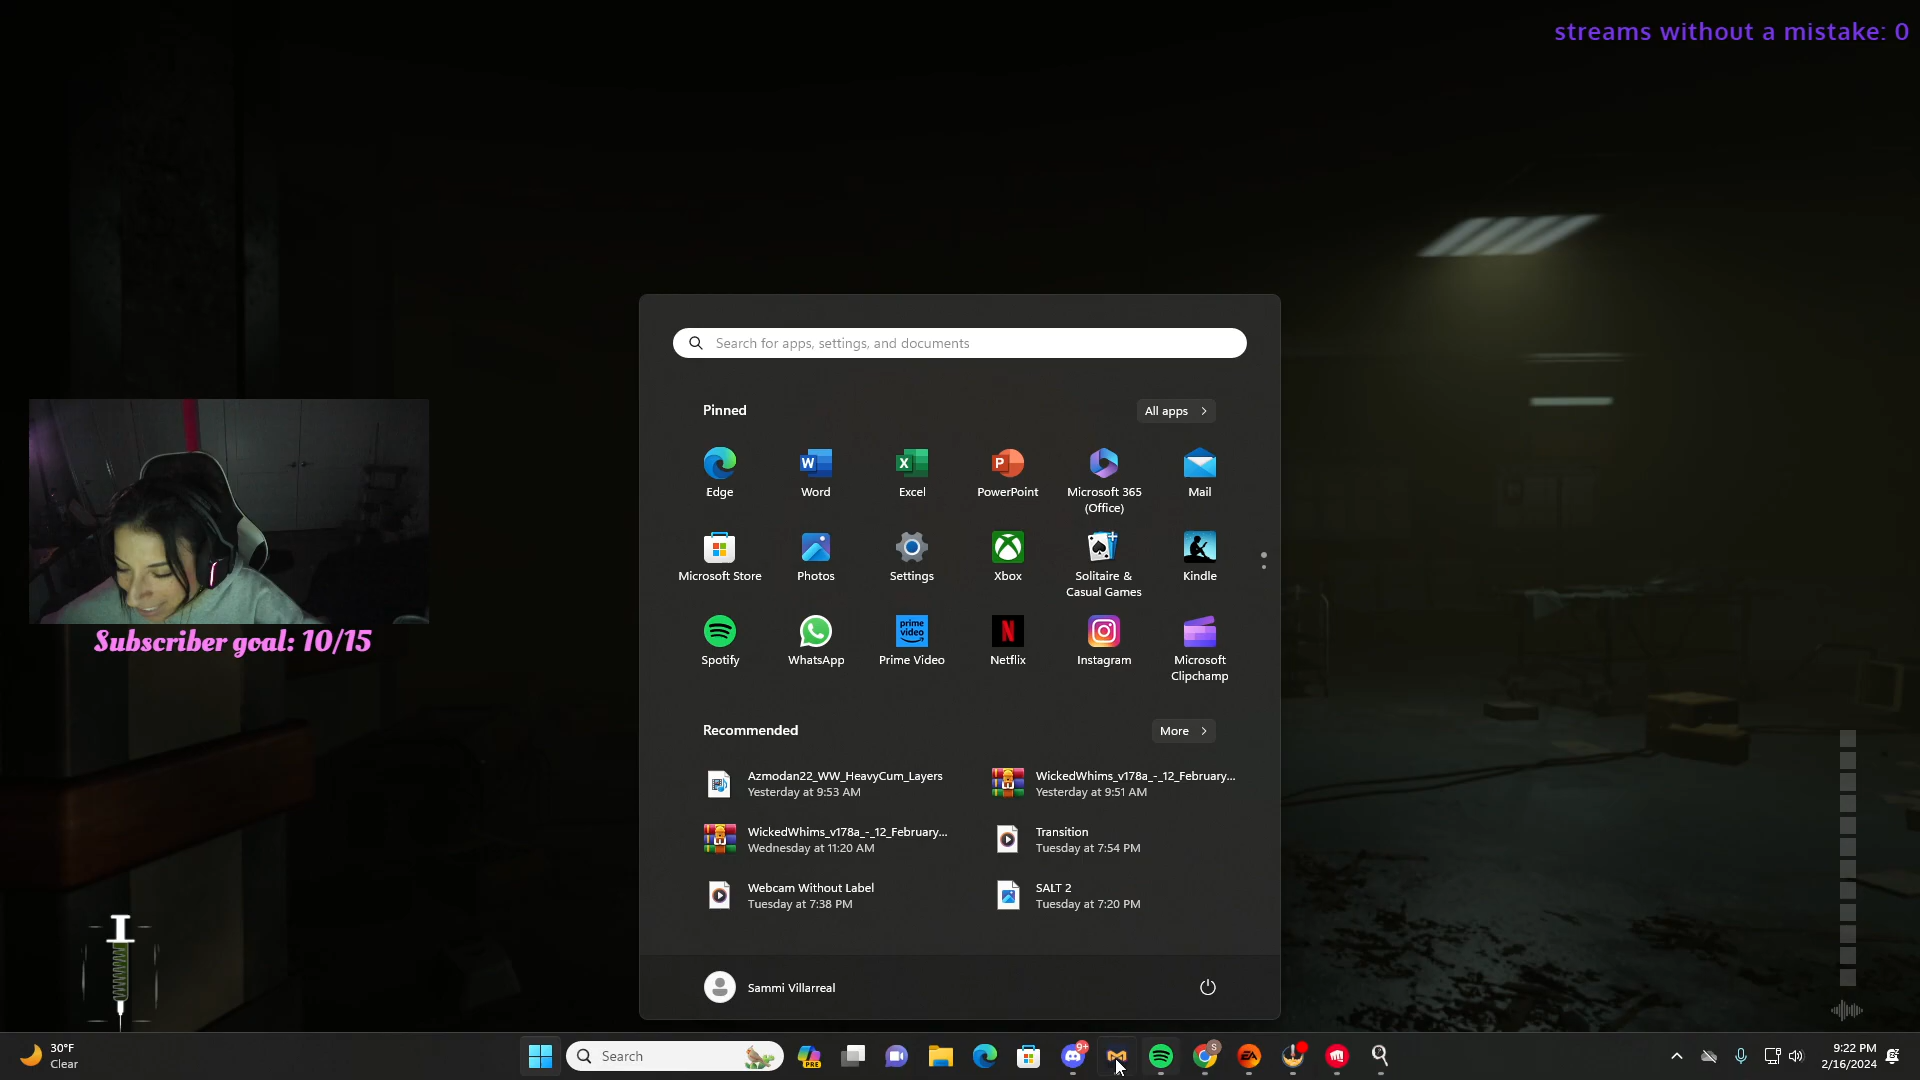 streams without a mistake: 0
Search for apps, settings, and documents
Pinned
All apps
Edge
Word
Excel
PowerPoint
Microsoft 365
(Office)
Mail
Microsoft Store
Photos
Settings
Xbox
Solitaire &
Casual Games
Kindle
Spotify
WhatsApp
prime
video
Prime Video
Netflix
Instagram
Microsoft
Clipchamp
Subscriber goal: 10/15
Recommended
More
Azmodan22_WW_HeavyCum_Layers
Yesterday at 9:53 AM
WickedWhims_v178a_-_12_February...
Yesterday at 9:51 AM
WickedWhims_v178a_-_12_February...
Wednesday at 11:20 AM
Transition
Tuesday at 7:54 PM
Webcam Without Label
Tuesday at 7:38 PM
SALT 2
Tuesday at 7:20 PM
Sammi Villarreal
30°F
Clear
Search
PRE
9+
S
EA
9:22 PM
2/16/2024